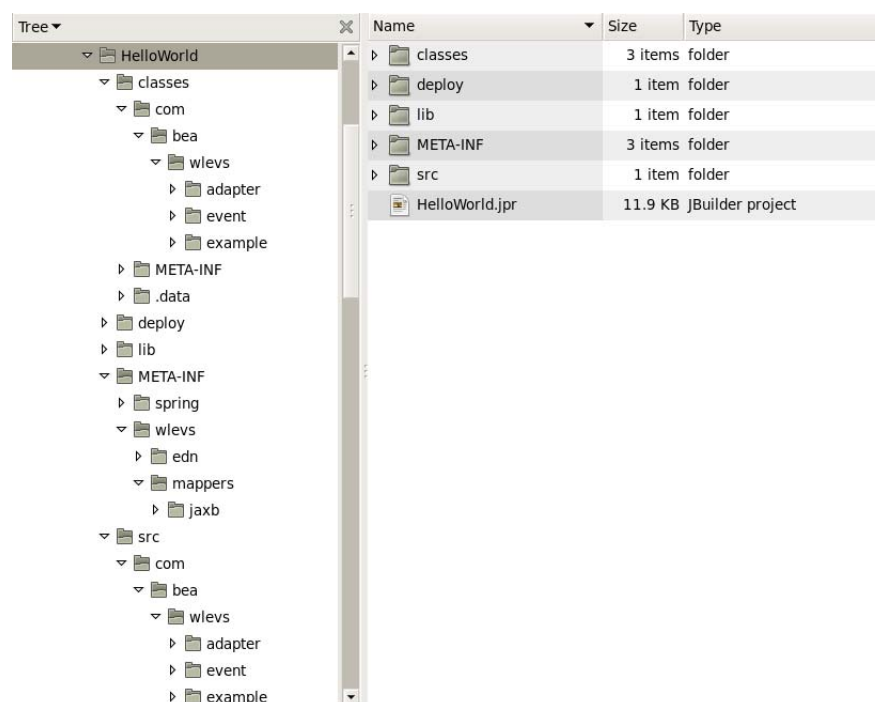 Tree
HelloWorld
classes
com
bea
wlevs
adapter
event
example
META-INF
.data
deploy
lib
META-INF
spring
wlevs
edn
mappers
jaxb
src
com
bea
wlevs
adapter
event
example
Name Size Type
classes 3 items folder
deploy 1 item folder
lib 1 item folder
META-INF 3 items folder
src 1 item folder
HelloWorld.jpr 11.9 KB JBuilder project